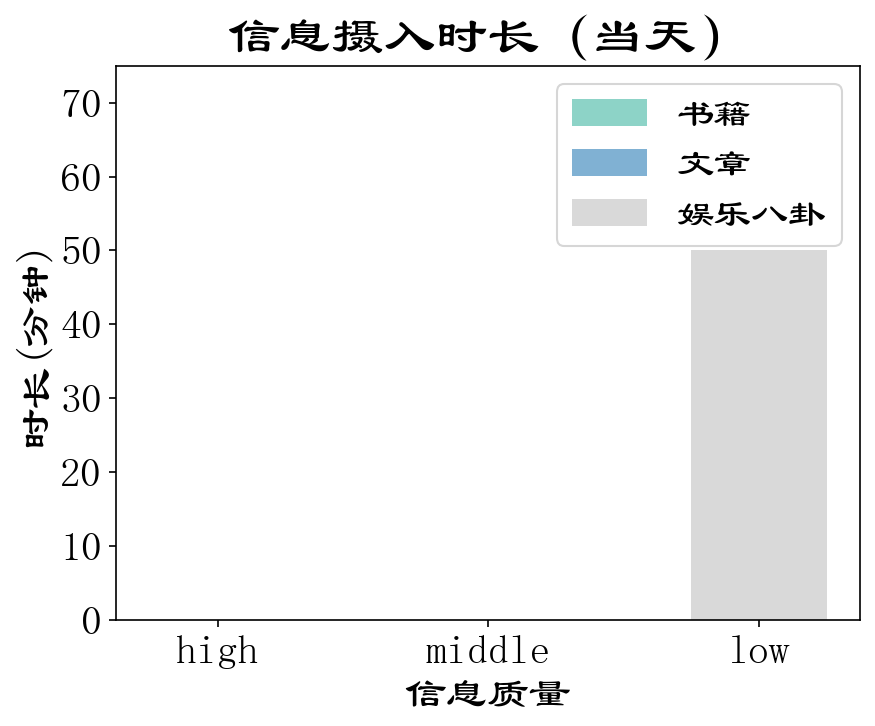 信息摄入时长（当天）
书籍
文章
娱乐八卦
时长(分钟)
70
60
50
40
30
20
10
0
high middle low
信息质量